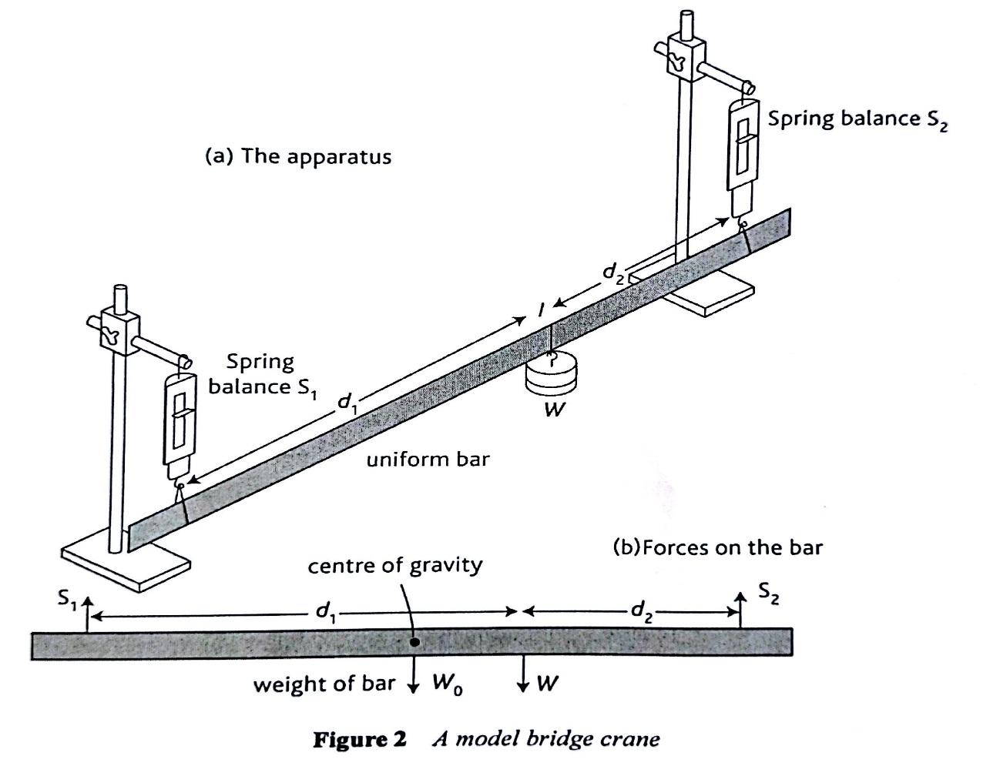 (a) The apparatus
Spring balance S₂
d₂
l
Spring
balance S₁
d₁
W
uniform bar
(b)Forces on the bar
centre of gravity
S₁
d₁
d₂
S₂
weight of bar
W₀
W
Figure 2 A model bridge crane